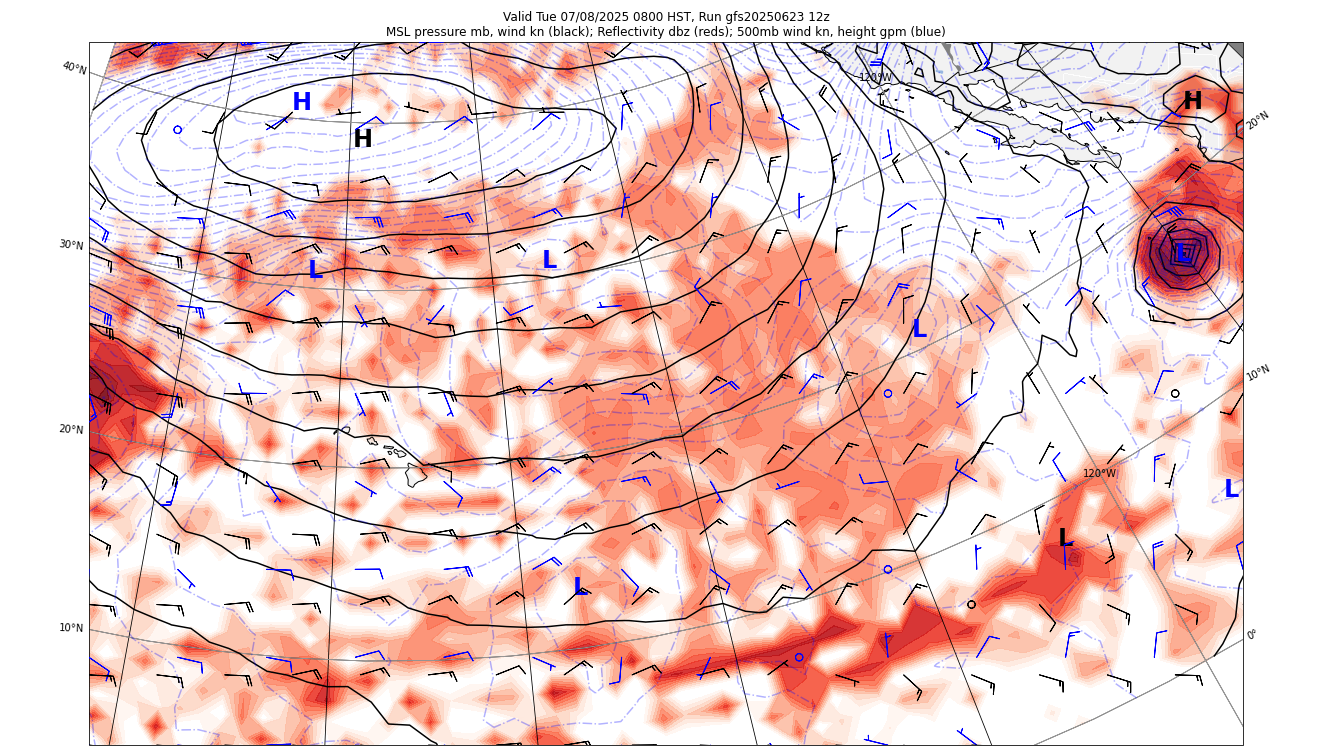 Valid Tue 07/08/2025 0800 HST, Run gfs20250623 12z
MSL pressure mb, wind kn (black); Reflectivity dbz (reds); 500mb wind kn, height gpm (blue)
40°N
120°W
H
H
H
20°N
30°N
L
L
L
L
10°N
20°N
120°W
L
L
L
10°N
0°